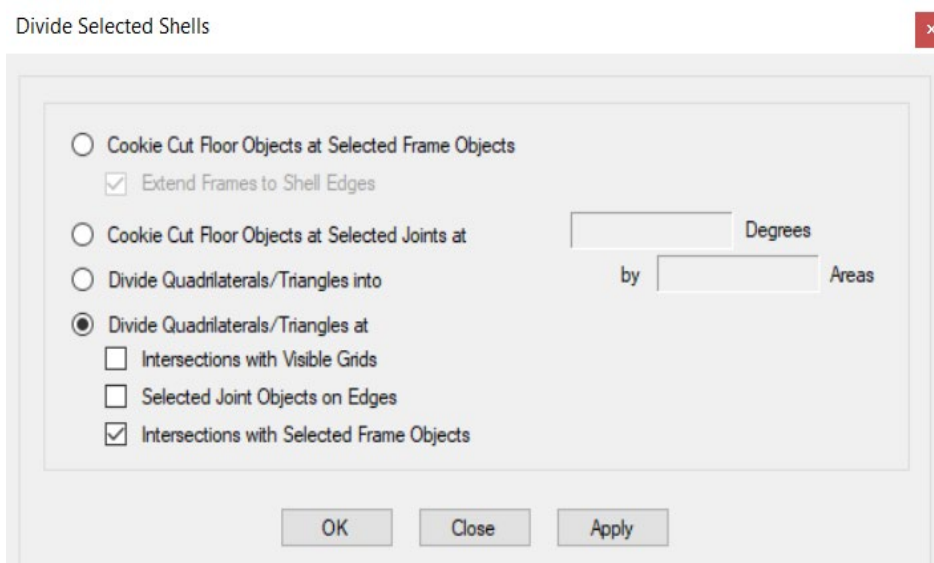 Divide Selected Shells
x
Cookie Cut Floor Objects at Selected Frame Objects
Extend Frames to Shell Edges
Cookie Cut Floor Objects at Selected Joints at Degrees
Divide Quadrilaterals/Triangles into by Areas
Divide Quadrilaterals/Triangles at
Intersections with Visible Grids
Selected Joint Objects on Edges
Intersections with Selected Frame Objects
OK Close Apply